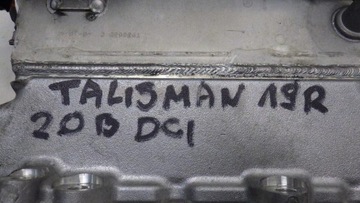 TALISMAN 19R
20B DCI